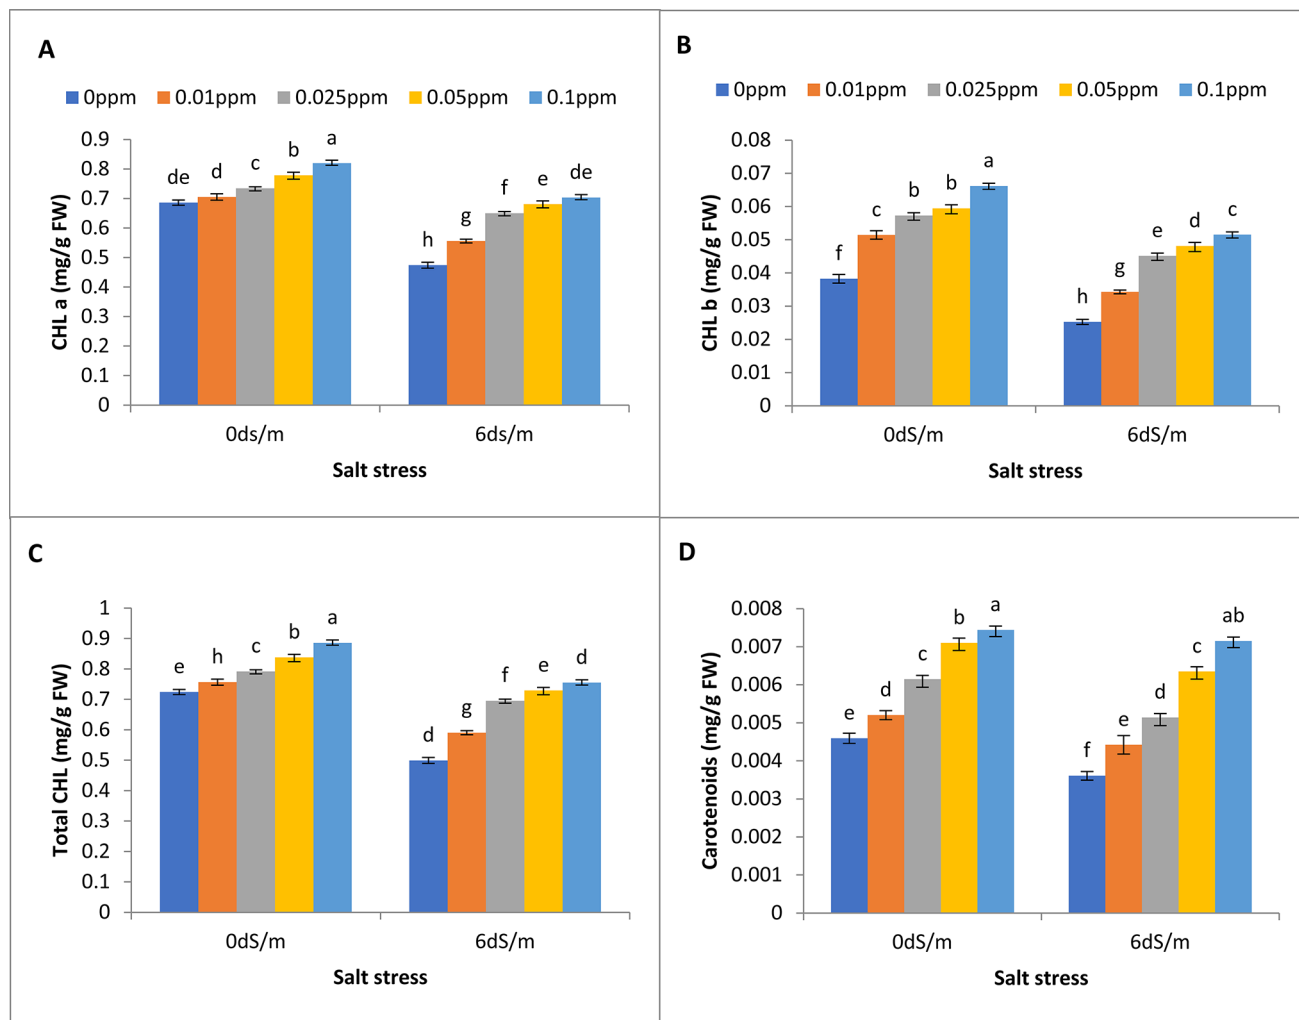 A
0ppm 0.01ppm 0.025ppm 0.05ppm 0.1ppm
CHL a (mg/g FW)
0.9
0.8
0.7
0.6
0.5
0.4
0.3
0.2
0.1
0
de d c b a
h g f e de
0ds/m 6ds/m
Salt stress
B
0ppm 0.01ppm 0.025ppm 0.05ppm 0.1ppm
CHL b (mg/g FW)
0.08
0.07
0.06
0.05
0.04
0.03
0.02
0.01
0
f c b b a
h g e d c
0dS/m 6dS/m
Salt stress
C
Total CHL (mg/g FW)
1
0.9
0.8
0.7
0.6
0.5
0.4
0.3
0.2
0.1
0
e h c b a
d g f e d
0dS/m 6dS/m
Salt stress
D
Carotenoids (mg/g FW)
0.008
0.007
0.006
0.005
0.004
0.003
0.002
0.001
0
e d c b a
f e d c ab
0dS/m 6dS/m
Salt stress